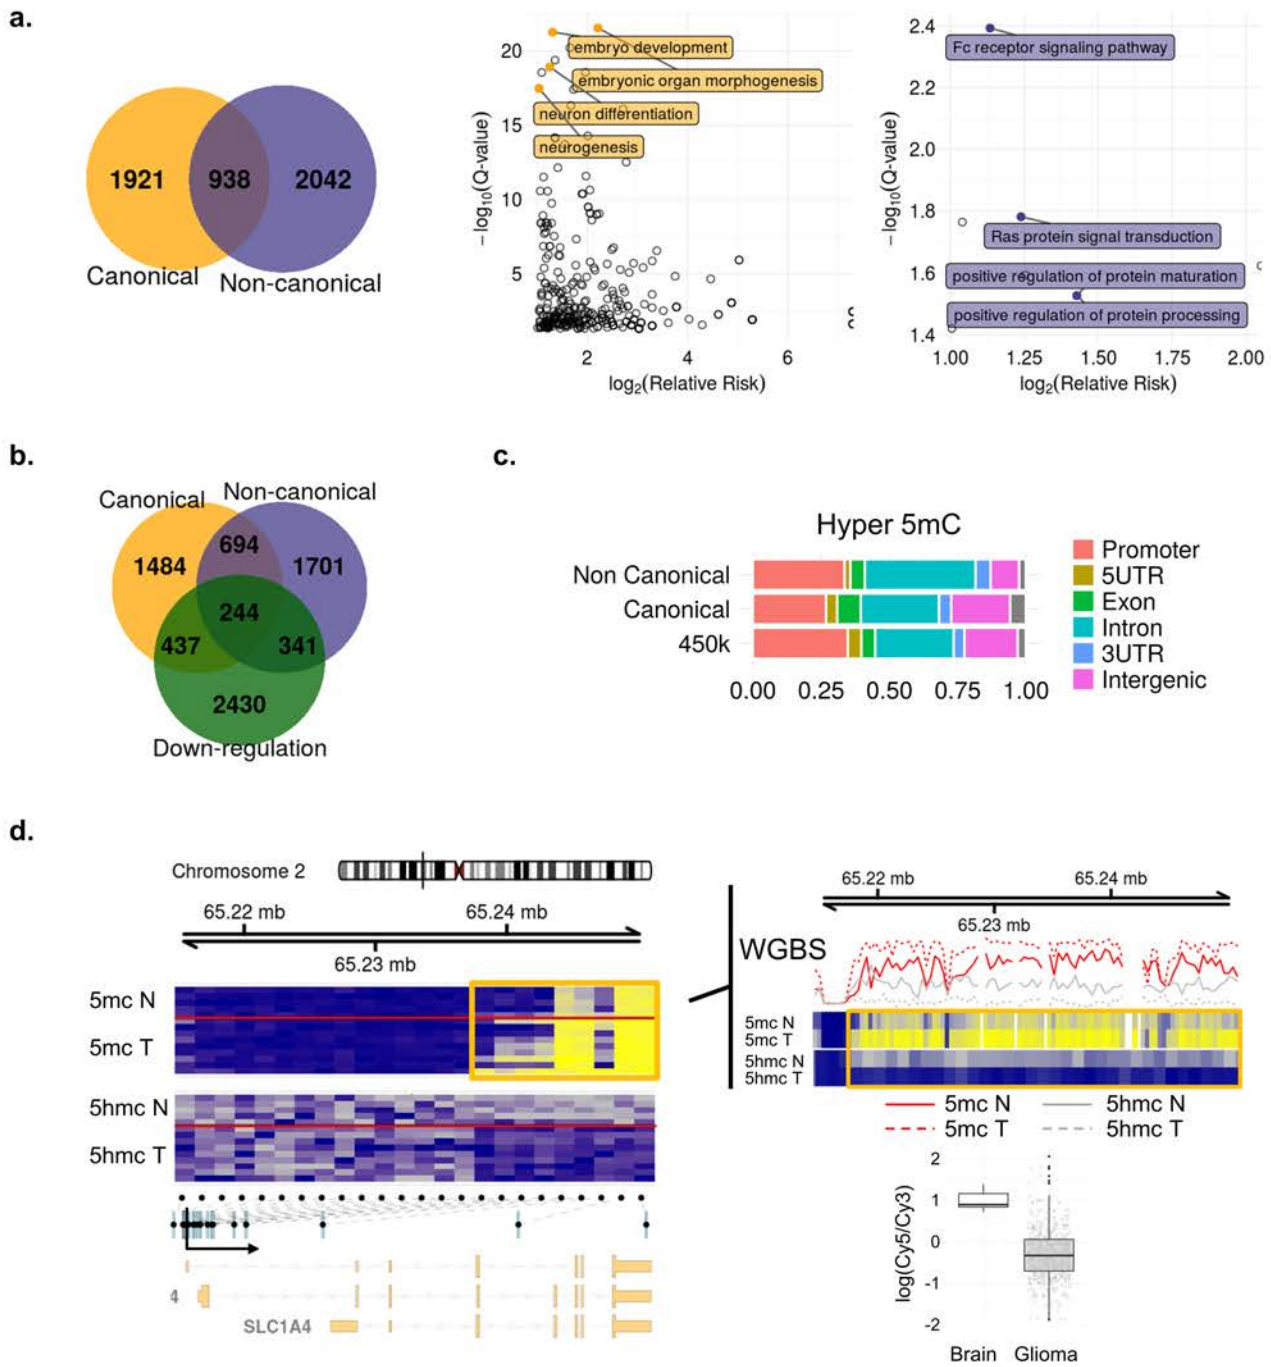 a.
1921
938
2042
Canonical
Non-canonical
20
15
10
5
− log10(Q-value)
embryo development
embryonic organ morphogenesis
neuron differentiation
neurogenesis
2
4
6
log2(Relative Risk)
2.4
2.2
2.0
1.8
1.6
1.4
− log10(Q-value)
Fc receptor signaling pathway
Ras protein signal transduction
positive regulation of protein maturation
positive regulation of protein processing
1.00 1.25 1.50 1.75 2.00
log2(Relative Risk)
b.
Canonical
Non-canonical
694
1484
1701
244
437
341
2430
Down-regulation
c.
Hyper 5mC
Non Canonical
Canonical
450k
0.00 0.25 0.50 0.75 1.00
Promoter
5UTR
Exon
Intron
3UTR
Intergenic
d.
Chromosome 2
65.22 mb
65.24 mb
65.23 mb
5mc N
5mc T
5hmc N
5hmc T
4
SLC1A4
65.22 mb
65.24 mb
65.23 mb
WGBS
5mc N
5mc T
5hmc N
5hmc T
5mc N
5hmc N
5mc T
5hmc T
2
1
0
-1
-2
log(Cy5/Cy3)
Brain
Glioma